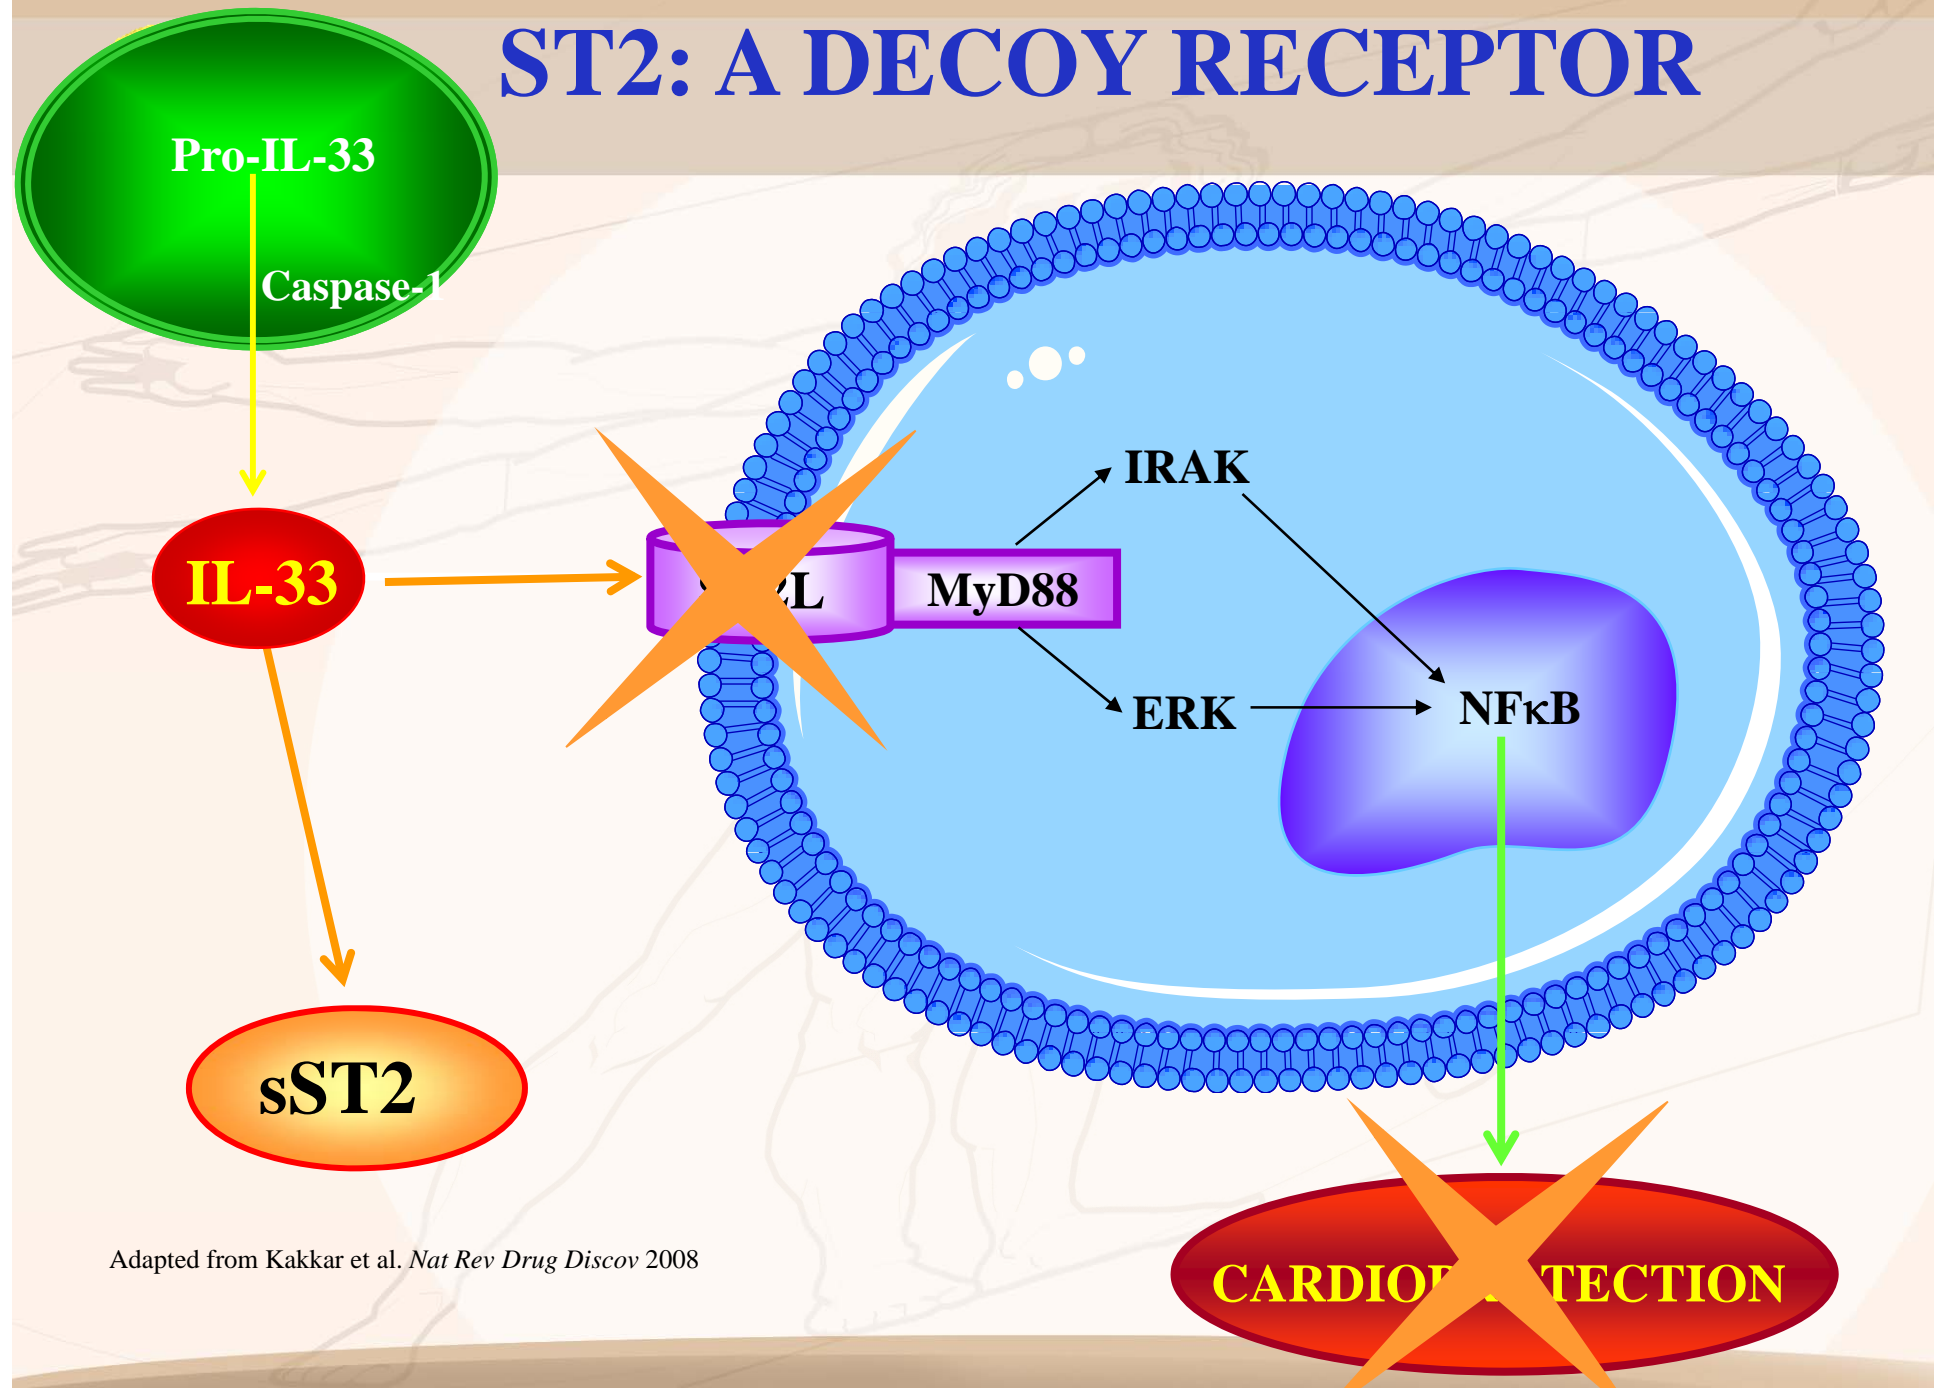 ST2: A DECOY RECEPTOR
Pro-IL-33
Caspase-1
IL-33
MyD88
IRAK
ERK
NFκB
sST2
Adapted from Kakkar et al. Nat Rev Drug Discov 2008